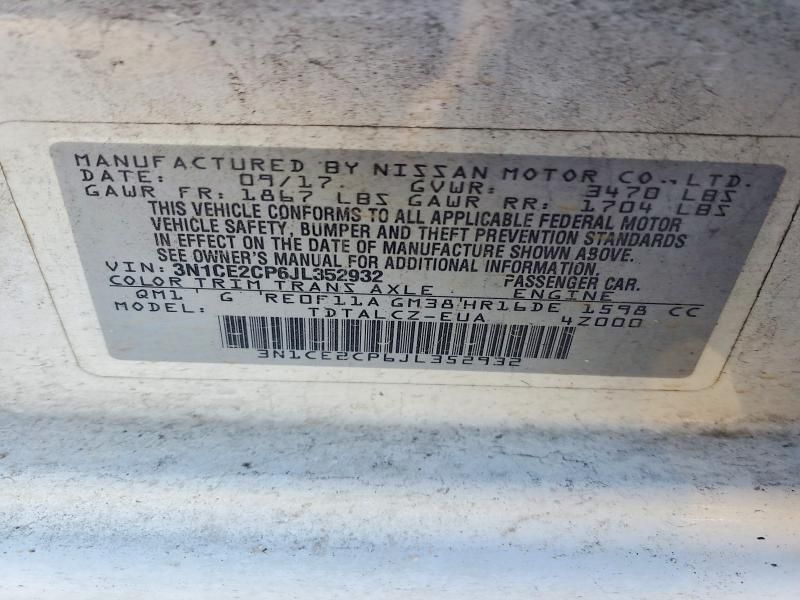 MANUFACTURED BY NISSAN MOTOR CO., LTD.
DATE: 09/17. GVWR: 3470 LBS
GAWR FR: 1867 LBS GAWR RR: 1704 LBS
THIS VEHICLE CONFORMS TO ALL APPLICABLE FEDERAL MOTOR
VEHICLE SAFETY, BUMPER AND THEFT PREVENTION STANDARDS
IN EFFECT ON THE DATE OF MANUFACTURE SHOWN ABOVE.
SEE OWNER'S MANUAL FOR ADDITIONAL INFORMATION.
VIN: 3N1CE2CP6JL352932 PASSENGER CAR.
COLOR TRIM TRANS AXLE ENGINE
QM1 G RE0F11A GM38 HR16DE 1598 CC
MODEL: TDTALCZ-EUA 4Z000
3N1CE2CP6JL352932